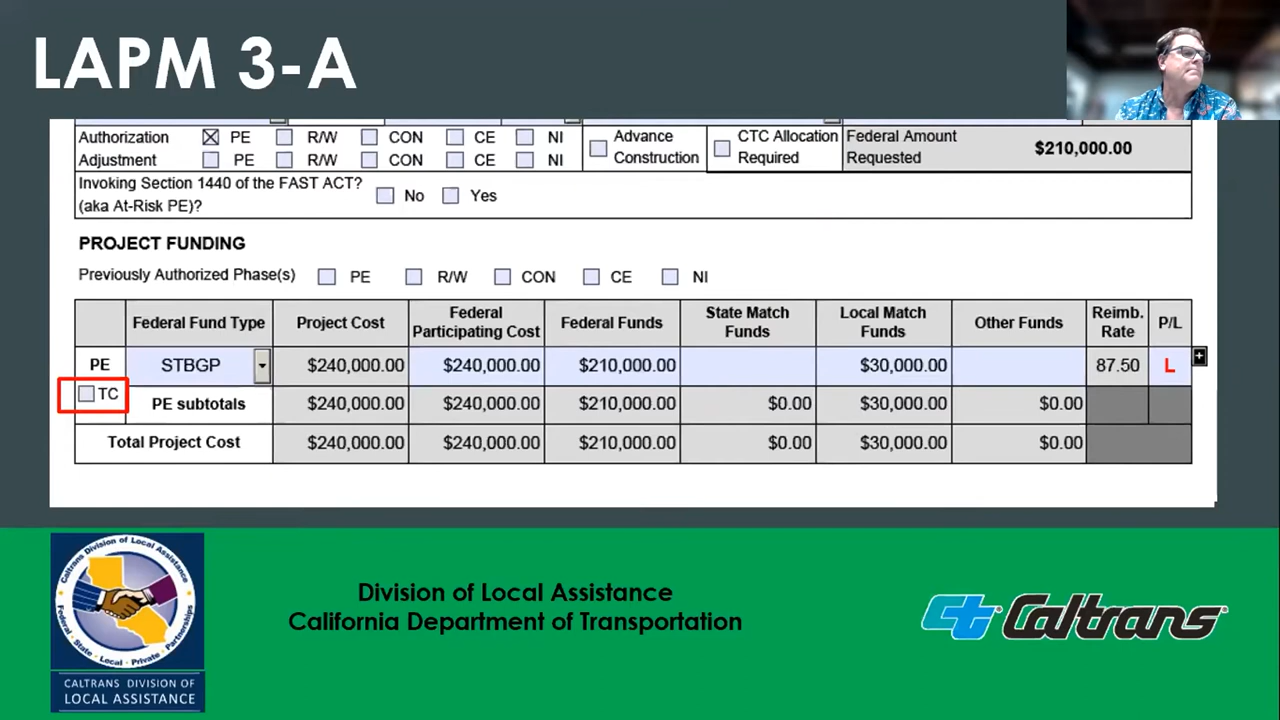 LAPM 3-A
Authorization PE R/W CON CE NI
Adjustment PE R/W CON CE NI
Advance
Construction
CTC Allocation
Required
Federal Amount
Requested
$210,000.00
Invoking Section 1440 of the FAST ACT?
(aka At-Risk PE)?
No Yes
PROJECT FUNDING
Previously Authorized Phase(s) PE R/W CON CE NI
Federal Fund Type Project Cost Federal Participating Cost Federal Funds State Match Funds Local Match Funds Other Funds Reimb. Rate P/L
PE STBGP $240,000.00 $240,000.00 $210,000.00 $30,000.00 87.50 L
TC
PE subtotals $240,000.00 $240,000.00 $210,000.00 $0.00 $30,000.00 $0.00
Total Project Cost $240,000.00 $240,000.00 $210,000.00 $0.00 $30,000.00 $0.00
Caltrans Division of Local Assistance
Federal - State - Local - Private - Partnerships
CALTRANS DIVISION OF
LOCAL ASSISTANCE
Division of Local Assistance
California Department of Transportation
ct Caltrans